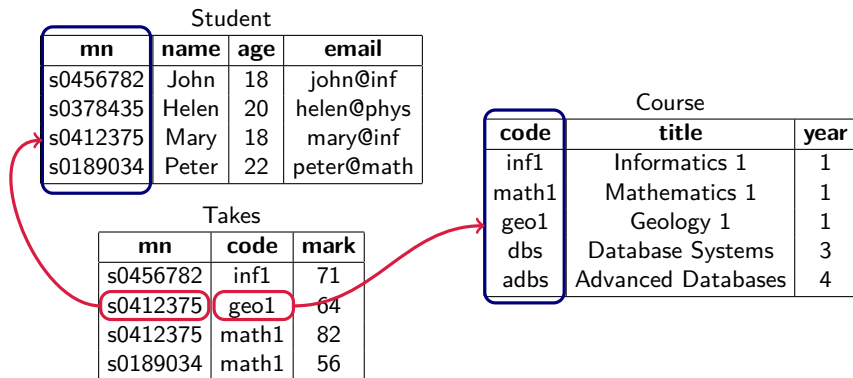 Student
mn name age email
s0456782 John 18 john@inf
s0378435 Helen 20 helen@phys
s0412375 Mary 18 mary@inf
s0189034 Peter 22 peter@math
Takes
mn code mark
s0456782 inf1 71
s0412375 geo1 64
s0412375 math1 82
s0189034 math1 56
Course
code title year
inf1 Informatics 1 1
math1 Mathematics 1 1
geo1 Geology 1 1
dbs Database Systems 3
adbs Advanced Databases 4